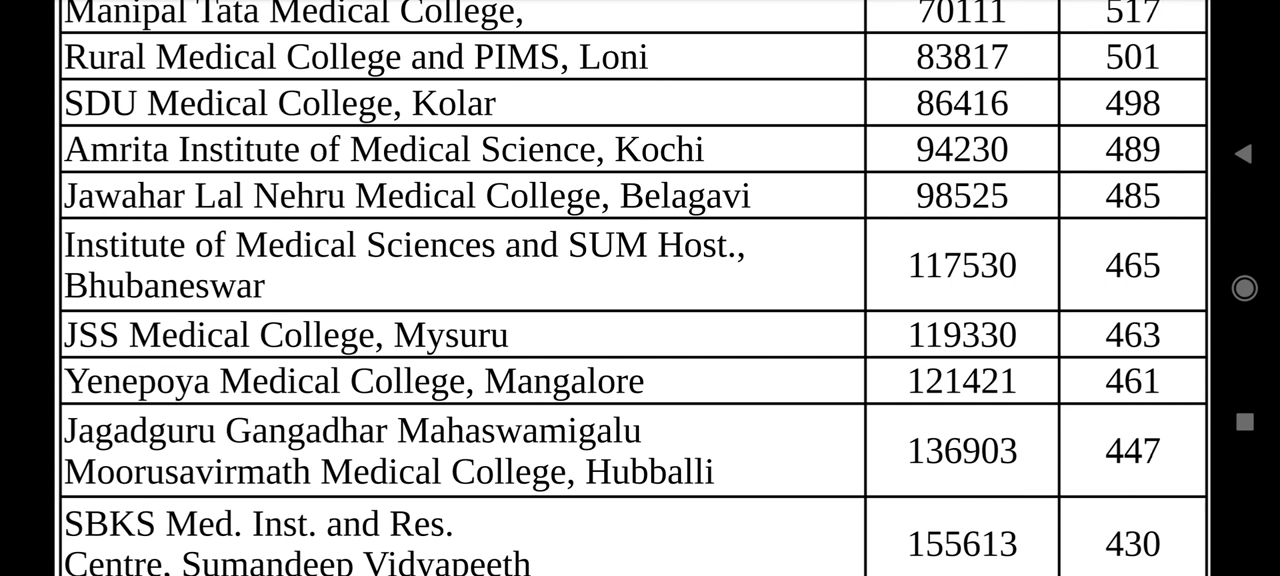 Manipal Tata Medical College, 70111 517
Rural Medical College and PIMS, Loni 83817 501
SDU Medical College, Kolar 86416 498
Amrita Institute of Medical Science, Kochi 94230 489
Jawahar Lal Nehru Medical College, Belagavi 98525 485
Institute of Medical Sciences and SUM Host.,
Bhubaneswar 117530 465
JSS Medical College, Mysuru 119330 463
Yenepoya Medical College, Mangalore 121421 461
Jagadguru Gangadhar Mahaswamigalu
Moorusavirmath Medical College, Hubballi 136903 447
SBKS Med. Inst. and Res.
Centre, Sumandeep Vidyapeeth 155613 430